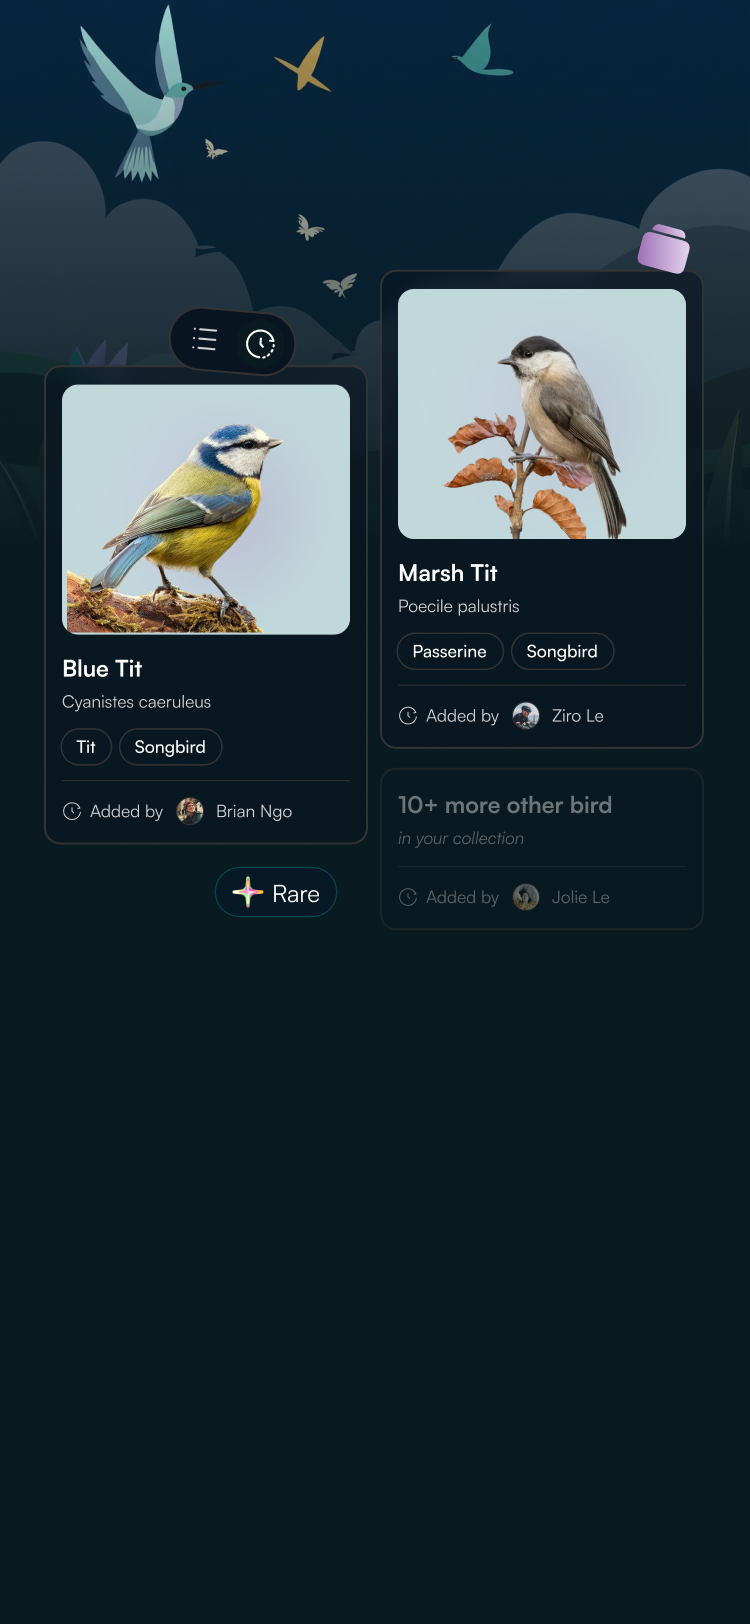 Blue Tit
Cyanistes caeruleus
Tit
Songbird
Added by
Brian Ngo
Rare
Marsh Tit
Poecile palustris
Passerine
Songbird
Added by
Ziro Le
10+ more other bird
in your collection
Added by
Jolie Le